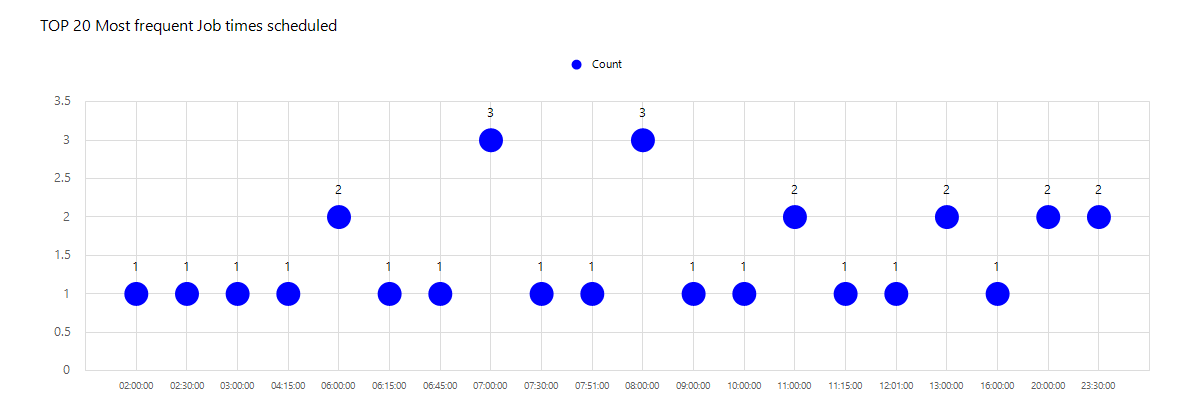 TOP 20 Most frequent Job times scheduled
Count
3.5
3
2.5
2
1.5
1
0.5
0
1 1 1 1 2 1 1 3 1 1 3 1 1 2 1 1 2 1 2 2
02:00:00 02:30:00 03:00:00 04:15:00 06:00:00 06:15:00 06:45:00 07:00:00 07:30:00 07:51:00 08:00:00 09:00:00 10:00:00 11:00:00 11:15:00 12:01:00 13:00:00 16:00:00 20:00:00 23:30:00